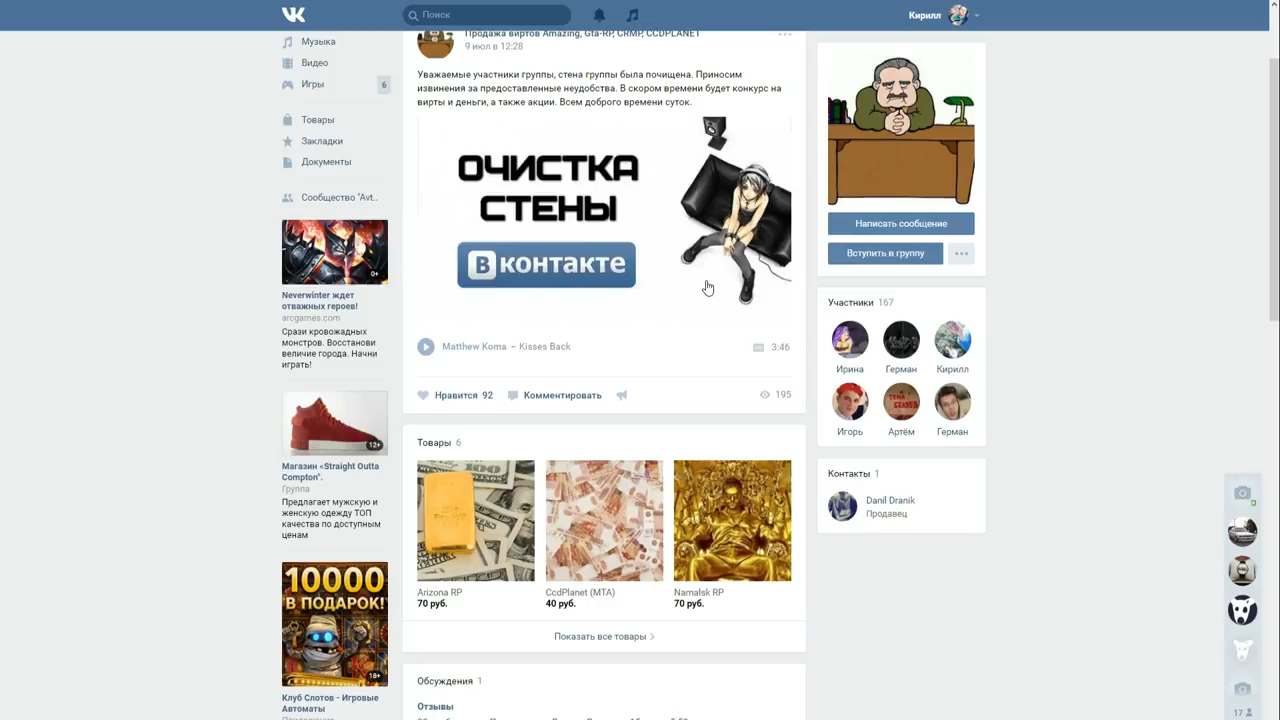 Поиск
Кирилл
Музыка
Видео
Игры
6
Товары
Закладки
Документы
Сообщество "Avt..
0+
Neverwinter ждет
отважных героев!
arcgames.com
Срази кровожадных
монстров. Восстанови
величие города. Начни
играть!
12+
Магазин «Straight Outta
Compton".
Группа
Предлагает мужскую и
женскую одежду ТОП
качества по доступным
ценам
10000
В ПОДАРОК!
18+
Клуб Слотов - Игровые
Автоматы
Продажа виртов Amazing, Gta-RP, CRMP, CCDPLANET
9 июл в 12:28
Уважаемые участники группы, стена группы была почищена. Приносим
извинения за предоставленные неудобства. В скором времени будет конкурс на
вирты и деньги, а также акции. Всем доброго времени суток.
ОЧИСТКА
СТЕНЫ
В контакте
Matthew Koma – Kisses Back
3:46
Нравится 92
Комментировать
195
Товары 6
Arizona RP
70 руб.
CcdPlanet (MTA)
40 руб.
Namalsk RP
70 руб.
Показать все товары
Обсуждения 1
Отзывы
Написать сообщение
Вступить в группу
Участники 167
Ирина
Герман
Кирилл
Игорь
Артём
Герман
Контакты 1
Danil Dranik
Продавец
17